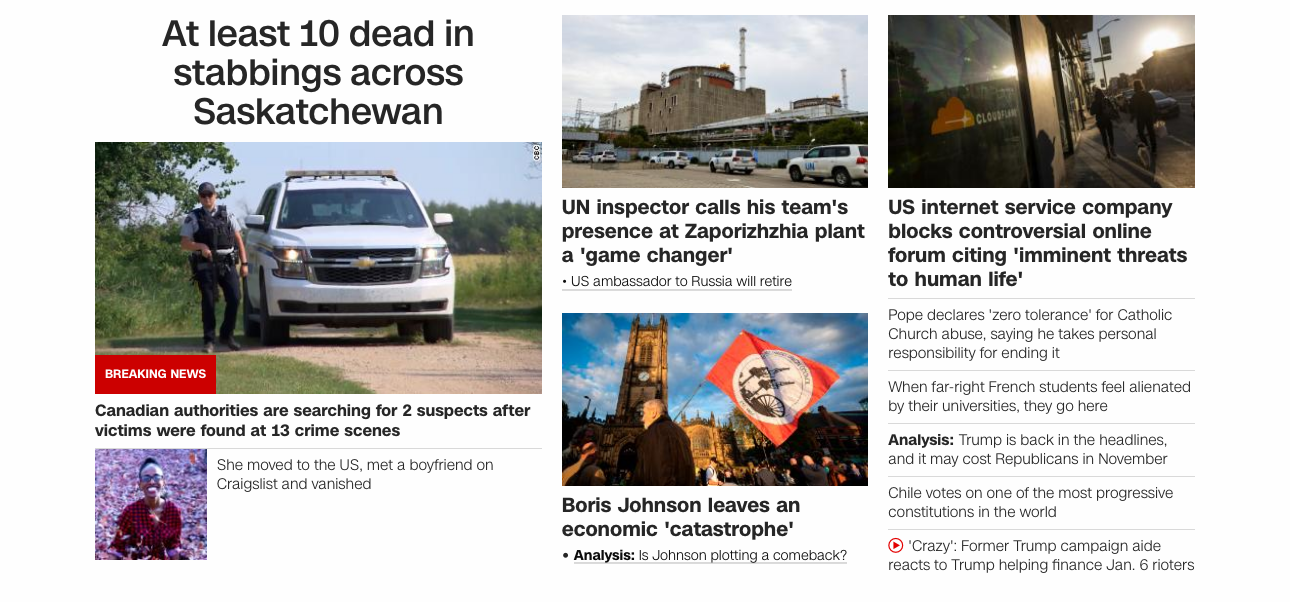 At least 10 dead in
stabbings across
Saskatchewan
CBC
BREAKING NEWS
Canadian authorities are searching for 2 suspects after
victims were found at 13 crime scenes
She moved to the US, met a boyfriend on
Craigslist and vanished
1
UN
UN inspector calls his team's
presence at Zaporizhzhia plant
a 'game changer'
• US ambassador to Russia will retire
Boris Johnson leaves an
economic 'catastrophe'
• Analysis: Is Johnson plotting a comeback?
CLOUDFLARE
US internet service company
blocks controversial online
forum citing 'imminent threats
to human life'
Pope declares 'zero tolerance' for Catholic
Church abuse, saying he takes personal
responsibility for ending it
When far-right French students feel alienated
by their universities, they go here
Analysis: Trump is back in the headlines,
and it may cost Republicans in November
Chile votes on one of the most progressive
constitutions in the world
'Crazy': Former Trump campaign aide
reacts to Trump helping finance Jan. 6 rioters